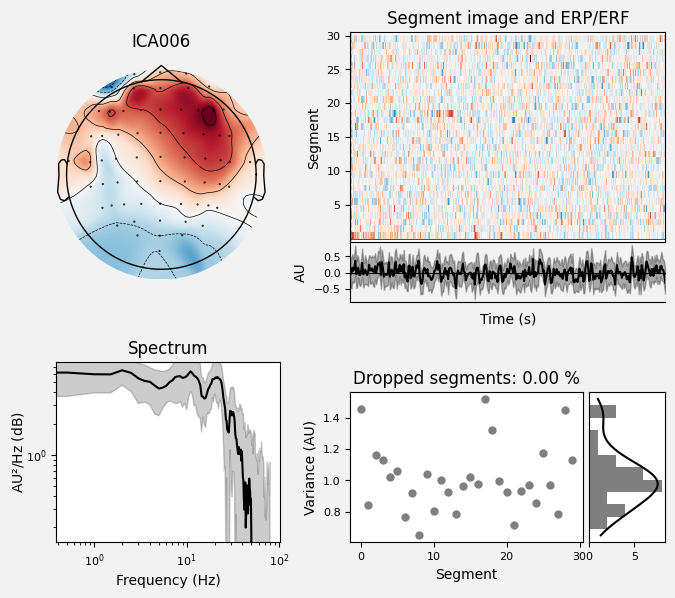 ICA006
Segment image and ERP/ERF
30
25
20
15
10
5
Segment
0.5
0.0
−0.5
AU
Time (s)
Spectrum
10⁰
AU²/Hz (dB)
10⁰
10¹
10²
Frequency (Hz)
Dropped segments: 0.00 %
1.4
1.2
1.0
0.8
Variance (AU)
0
10
20
30
Segment
0
5